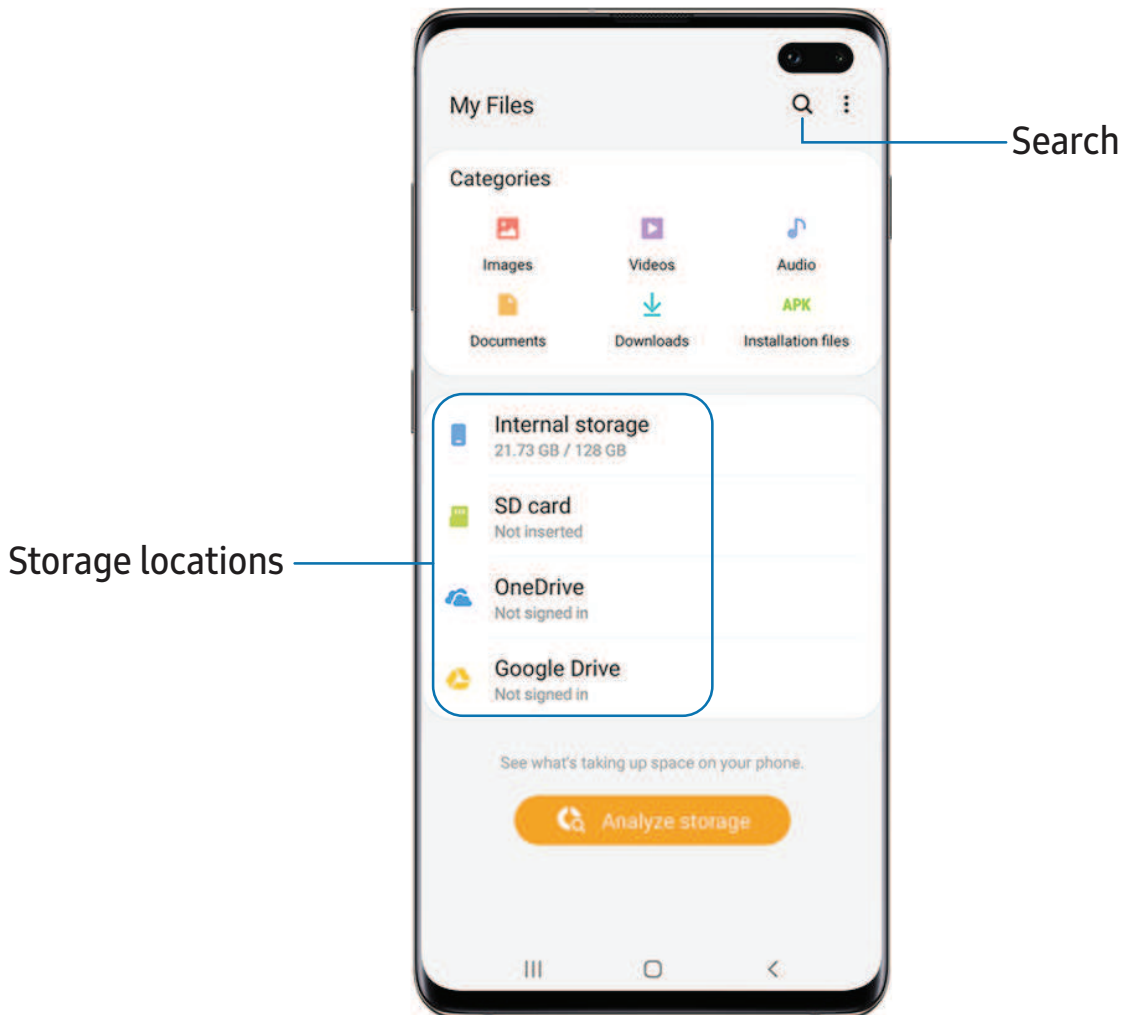 My Files
Search
Categories
Images
Videos
Audio
APK
Documents
Downloads
Installation files
Internal storage
21.73 GB / 128 GB
SD card
Not inserted
Storage locations
OneDrive
Not signed in
Google Drive
Not signed in
See what's taking up space on your phone.
Analyze storage